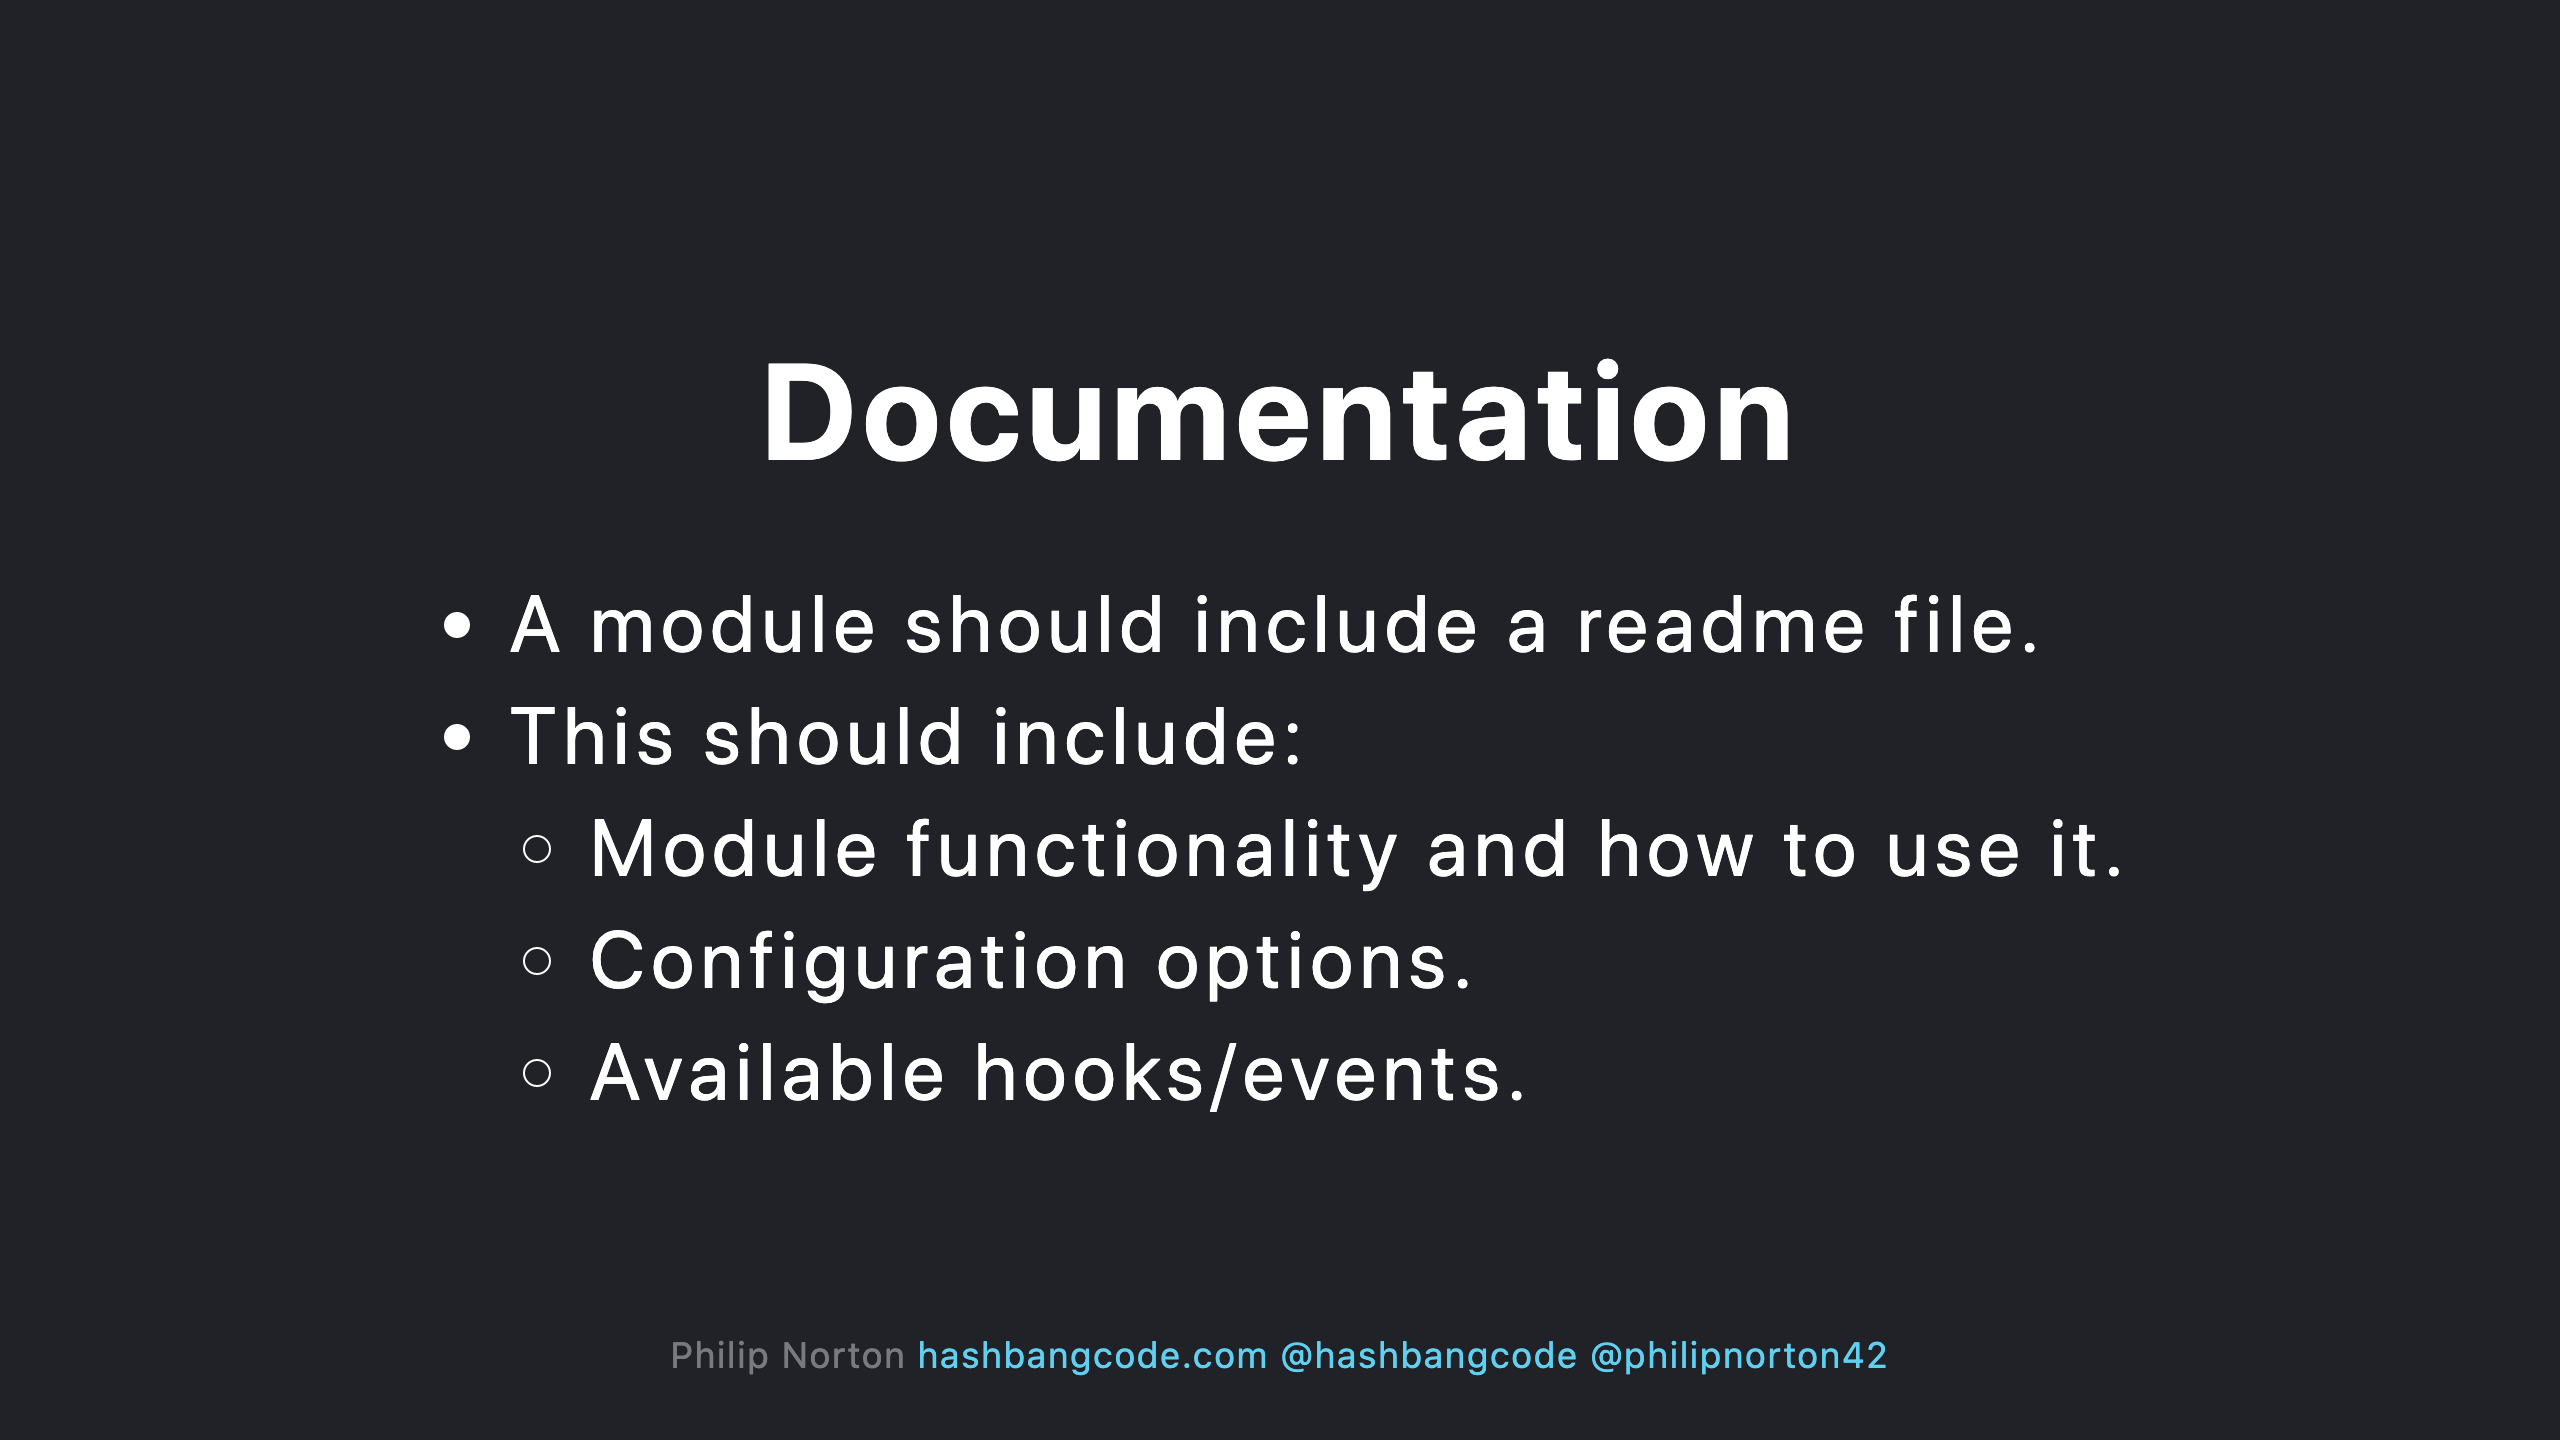 Documentation
• A module should include a readme file.
• This should include:
○ Module functionality and how to use it.
○ Configuration options.
○ Available hooks/events.
Philip Norton hashbangcode.com @hashbangcode @philipnorton42